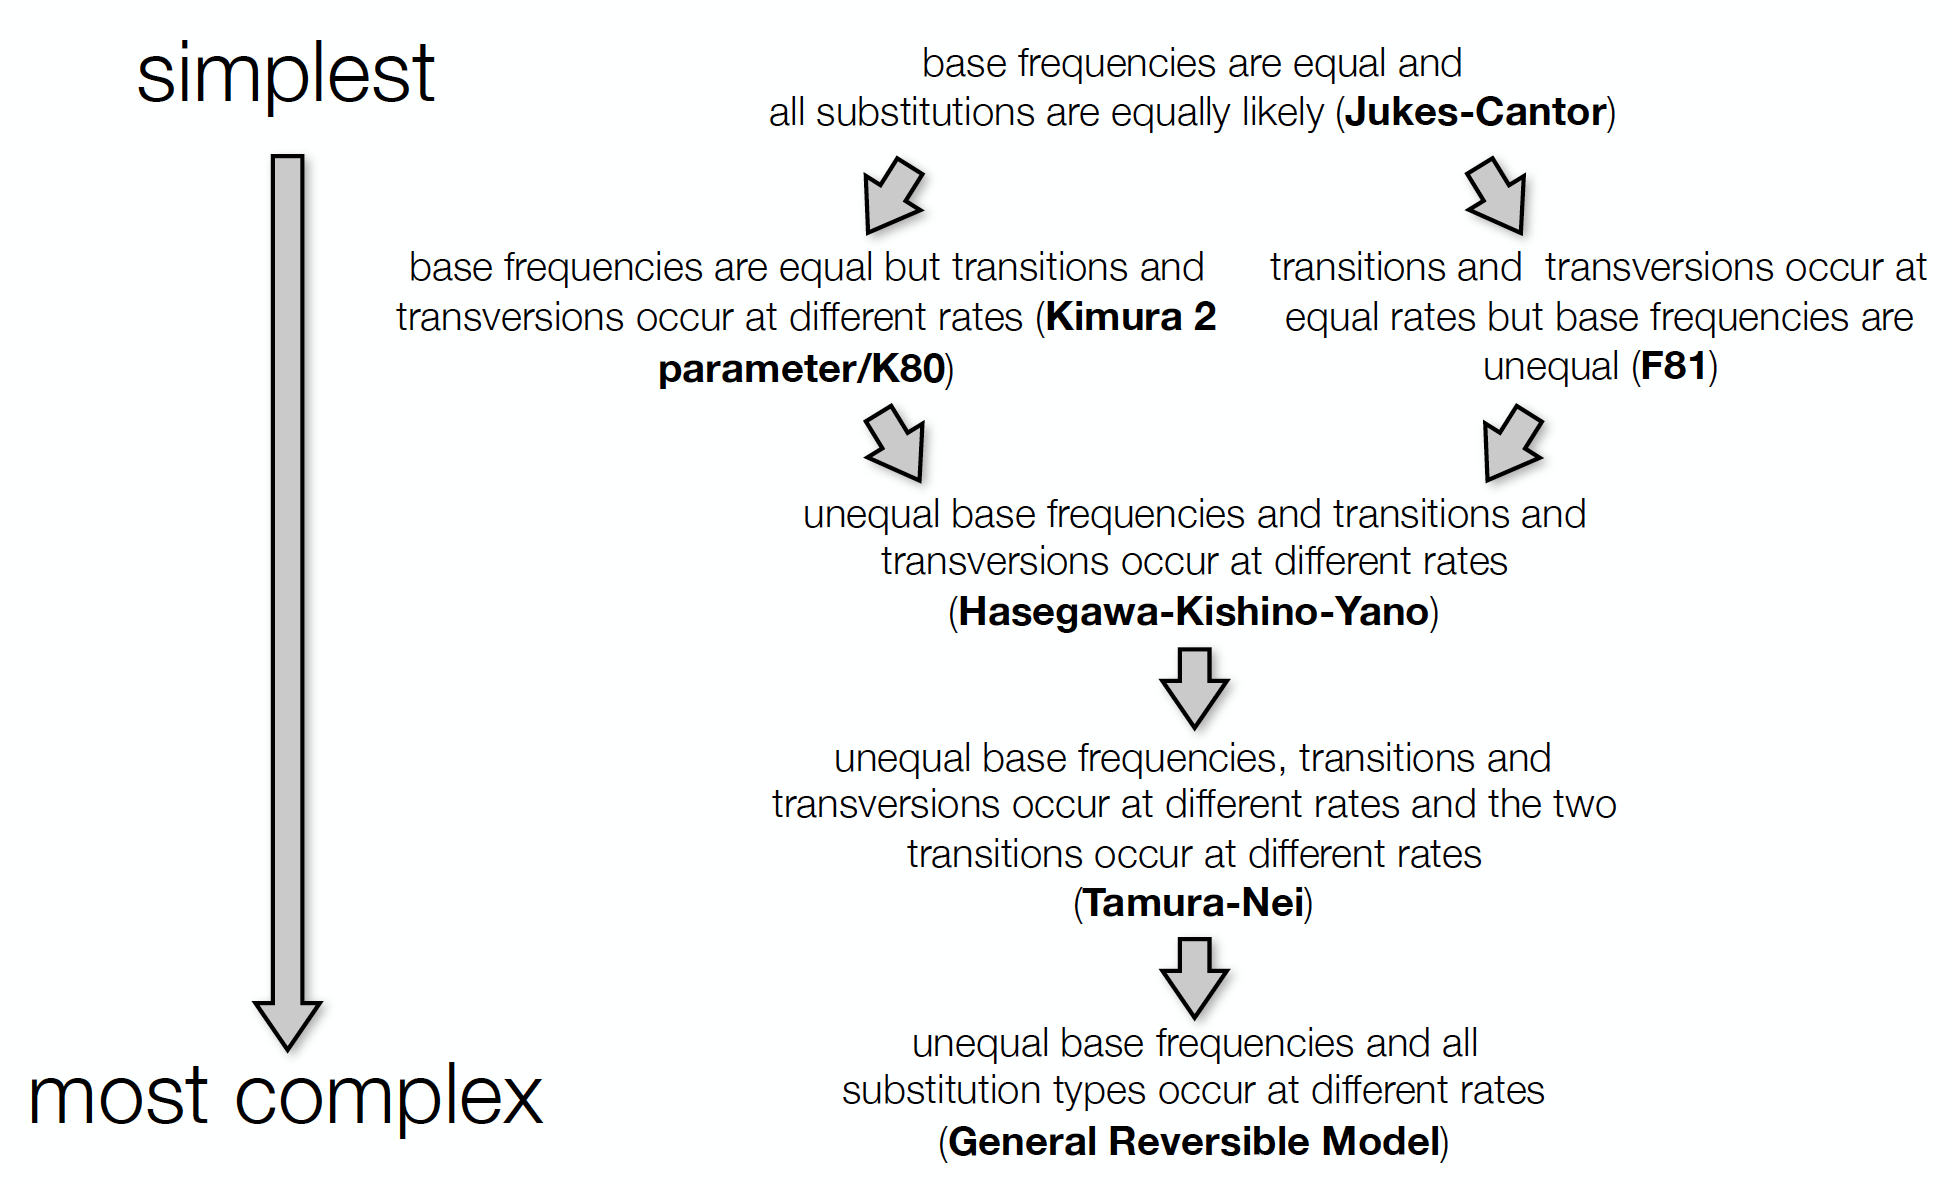 simplest
base frequencies are equal and
all substitutions are equally likely (Jukes-Cantor)
base frequencies are equal but transitions and
transversions occur at different rates (Kimura 2
parameter/K80)
transitions and  transversions occur at
equal rates but base frequencies are
unequal (F81)
unequal base frequencies and transitions and
transversions occur at different rates
(Hasegawa-Kishino-Yano)
unequal base frequencies, transitions and
transversions occur at different rates and the two
transitions occur at different rates
(Tamura-Nei)
most complex
unequal base frequencies and all
substitution types occur at different rates
(General Reversible Model)